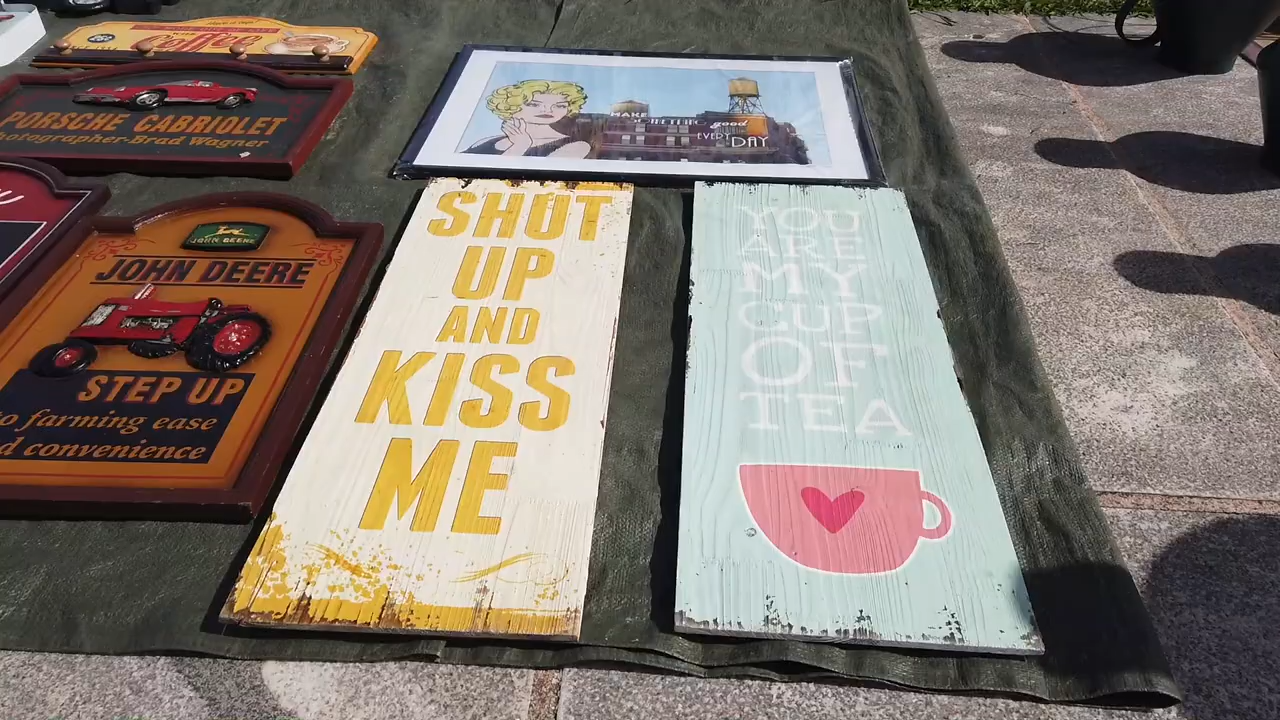 Coffee
PORSCHE CABRIOLET
Photographer-Brad Wagner
JOHN DEERE
JOHN DEERE
STEP UP
to farming ease
d convenience
MAKE
good
EVERY
DAY
SHUT
UP
AND
KISS
ME
YOU
ARE
MY
CUP
OF
TEA